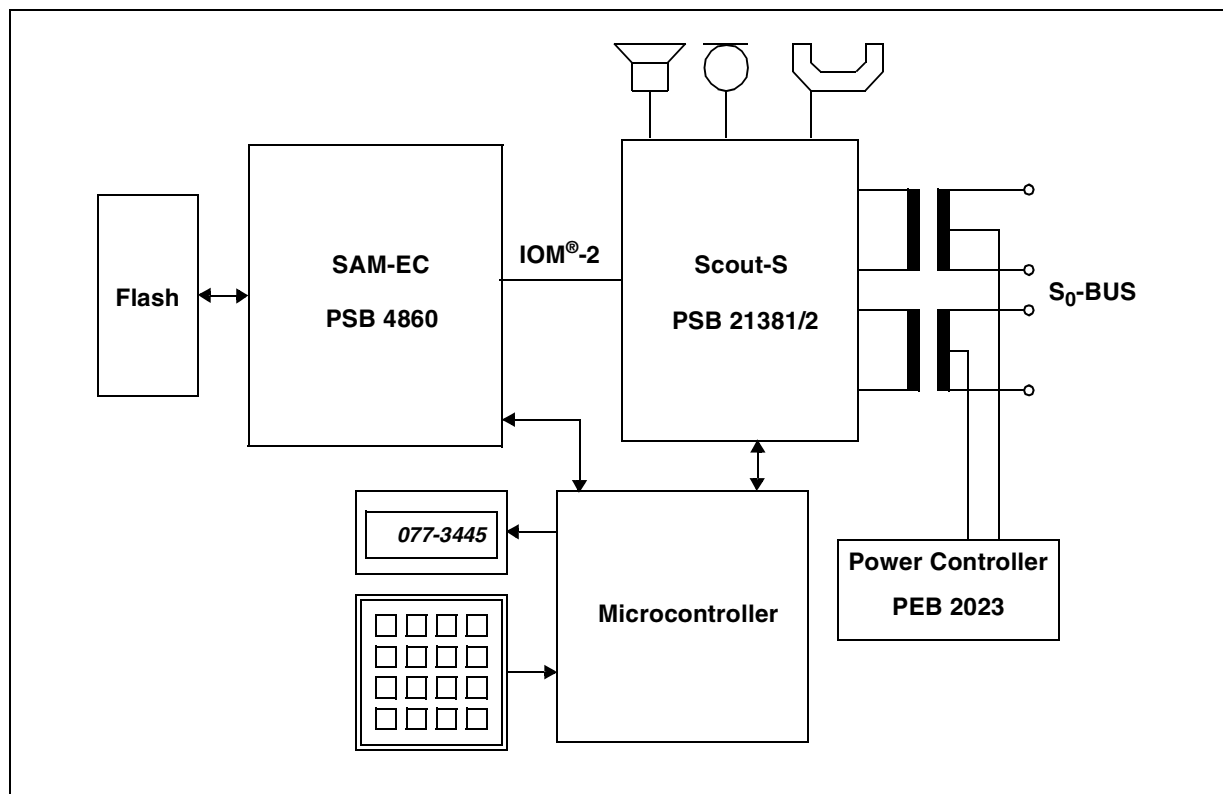 Flash
SAM-EC
PSB 4860
IOM®-2
Scout-S
PSB 21381/2
S0-BUS
077-3445
Microcontroller
Power Controller
PEB 2023